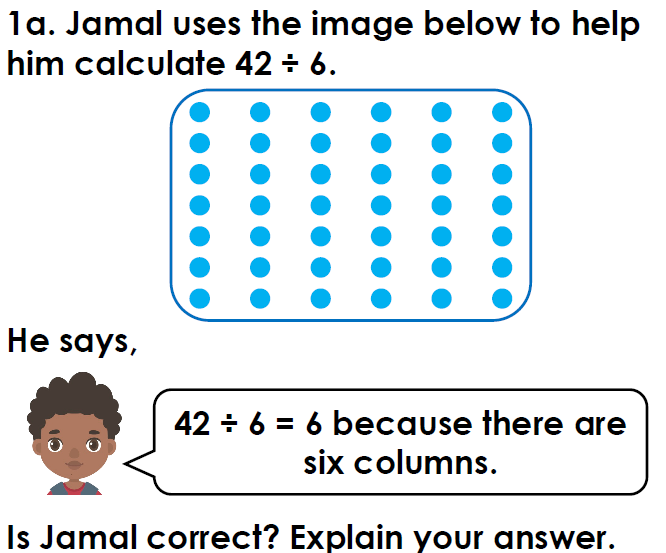 1a. Jamal uses the image below to help
him calculate 42 ÷ 6.
He says,
42 ÷ 6 = 6 because there are
six columns.
Is Jamal correct? Explain your answer.